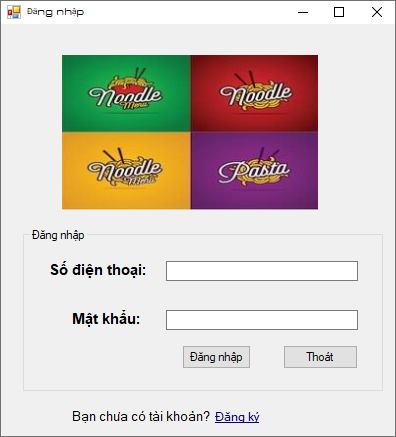 Đăng nhập
Noodle
Menu
Noodle
Noodle
Menu
Pasta
Đăng nhập
Số điện thoại:
Mật khẩu:
Đăng nhập
Thoát
Bạn chưa có tài khoản? Đăng ký